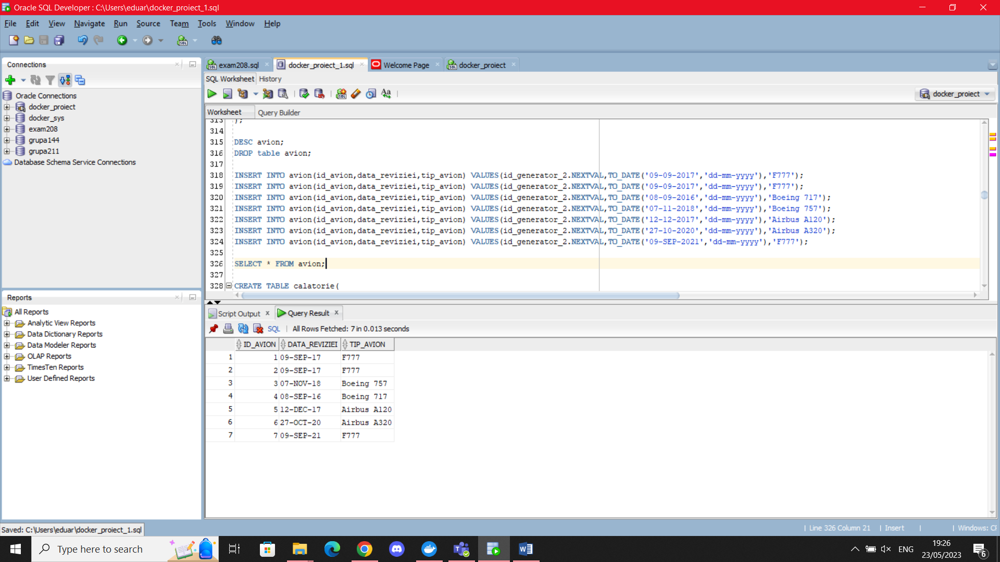 Oracle SQL Developer : C:\Users\eduar\docker_proiect_1.sql
File Edit View Navigate Run Source Team Tools Window Help
Connections
Oracle Connections
docker_proiect
docker_sys
exam208
grupa144
grupa211
Database Schema Service Connections
Reports
All Reports
Analytic View Reports
Data Dictionary Reports
Data Modeler Reports
OLAP Reports
TimesTen Reports
User Defined Reports
exam208.sql docker_proiect_1.sql Welcome Page docker_proiect
SQL Worksheet History
docker_proiect
Worksheet Query Builder
313 );
314
315 DESC avion;
316 DROP table avion;
317
318 INSERT INTO avion(id_avion,data_reviziei,tip_avion) VALUES(id_generator_2.NEXTVAL,TO_DATE('09-09-2017','dd-mm-yyyy'),'F777');
319 INSERT INTO avion(id_avion,data_reviziei,tip_avion) VALUES(id_generator_2.NEXTVAL,TO_DATE('09-09-2017','dd-mm-yyyy'),'F777');
320 INSERT INTO avion(id_avion,data_reviziei,tip_avion) VALUES(id_generator_2.NEXTVAL,TO_DATE('08-09-2016','dd-mm-yyyy'),'Boeing 717');
321 INSERT INTO avion(id_avion,data_reviziei,tip_avion) VALUES(id_generator_2.NEXTVAL,TO_DATE('07-11-2018','dd-mm-yyyy'),'Boeing 757');
322 INSERT INTO avion(id_avion,data_reviziei,tip_avion) VALUES(id_generator_2.NEXTVAL,TO_DATE('12-12-2017','dd-mm-yyyy'),'Airbus A120');
323 INSERT INTO avion(id_avion,data_reviziei,tip_avion) VALUES(id_generator_2.NEXTVAL,TO_DATE('27-10-2020','dd-mm-yyyy'),'Airbus A320');
324 INSERT INTO avion(id_avion,data_reviziei,tip_avion) VALUES(id_generator_2.NEXTVAL,TO_DATE('09-SEP-2021','dd-mm-yyyy'),'F777');
325
326 SELECT * FROM avion;
327
328 CREATE TABLE calatorie(
Script Output Query Result
SQL | All Rows Fetched: 7 in 0.013 seconds
ID_AVION DATA_REVIZIEI TIP_AVION
1 1 09-SEP-17 F777
2 2 09-SEP-17 F777
3 3 07-NOV-18 Boeing 757
4 4 08-SEP-16 Boeing 717
5 5 12-DEC-17 Airbus A120
6 6 27-OCT-20 Airbus A320
7 7 09-SEP-21 F777
Saved: C:\Users\eduar\docker_proiect_1.sql
| Line 326 Column 21 | Insert | | Windows: CF
Type here to search
ENG
19:26
23/05/2023
6